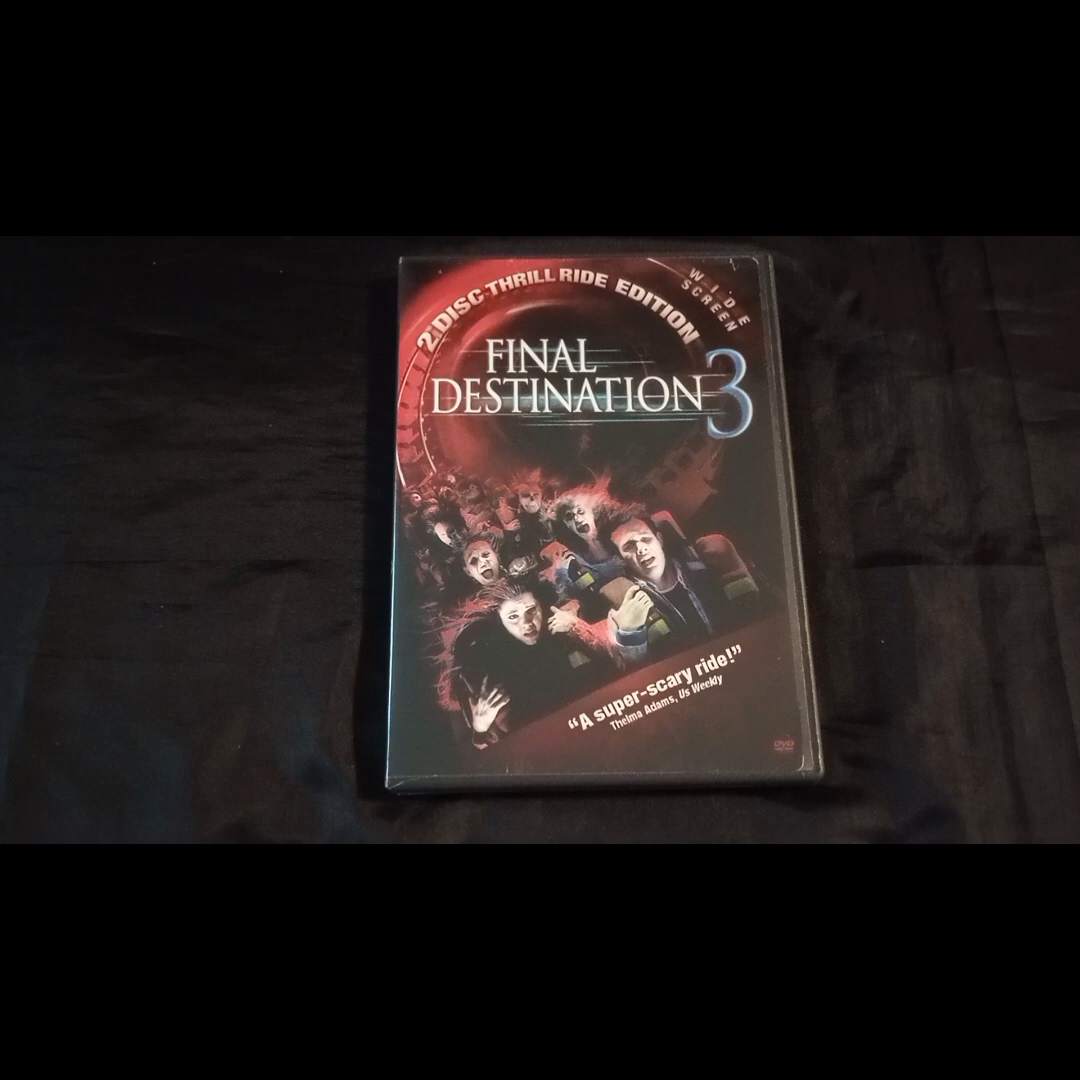 2-DISC THRILL RIDE EDITION
WIDE
SCREEN
FINAL
DESTINATION 3
“A super-scary ride!”
Thelma Adams, Us Weekly
DVD